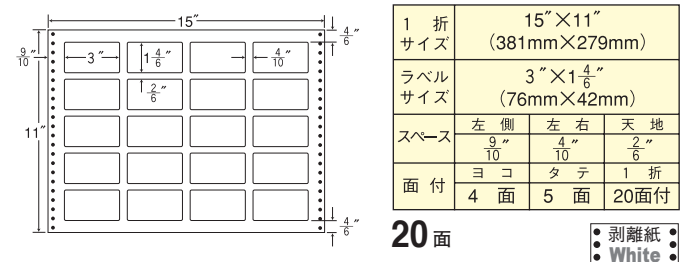 15"
4/6"
9/10"
3"
1 4/6"
4/10"
2/6"
11"
4/6"
1 折サイズ
15"×11"
(381mm×279mm)
ラベルサイズ
3"×1 4/6"
(76mm×42mm)
スペース
左側 左右 天地
9/10" 4/10" 2/6"
面付
ヨコ タテ 1折
4 面 5 面 20面付
20面
剥離紙
White